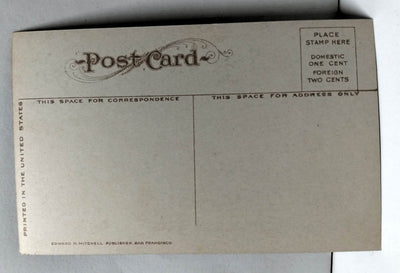 Post Card
PLACE
STAMP HERE
DOMESTIC
ONE CENT
FOREIGN
TWO CENTS
THIS SPACE FOR CORRESPONDENCE
THIS SPACE FOR ADDRESS ONLY
PRINTED IN THE UNITED STATES
EDWARD H. MITCHELL, PUBLISHER, SAN FRANCISCO